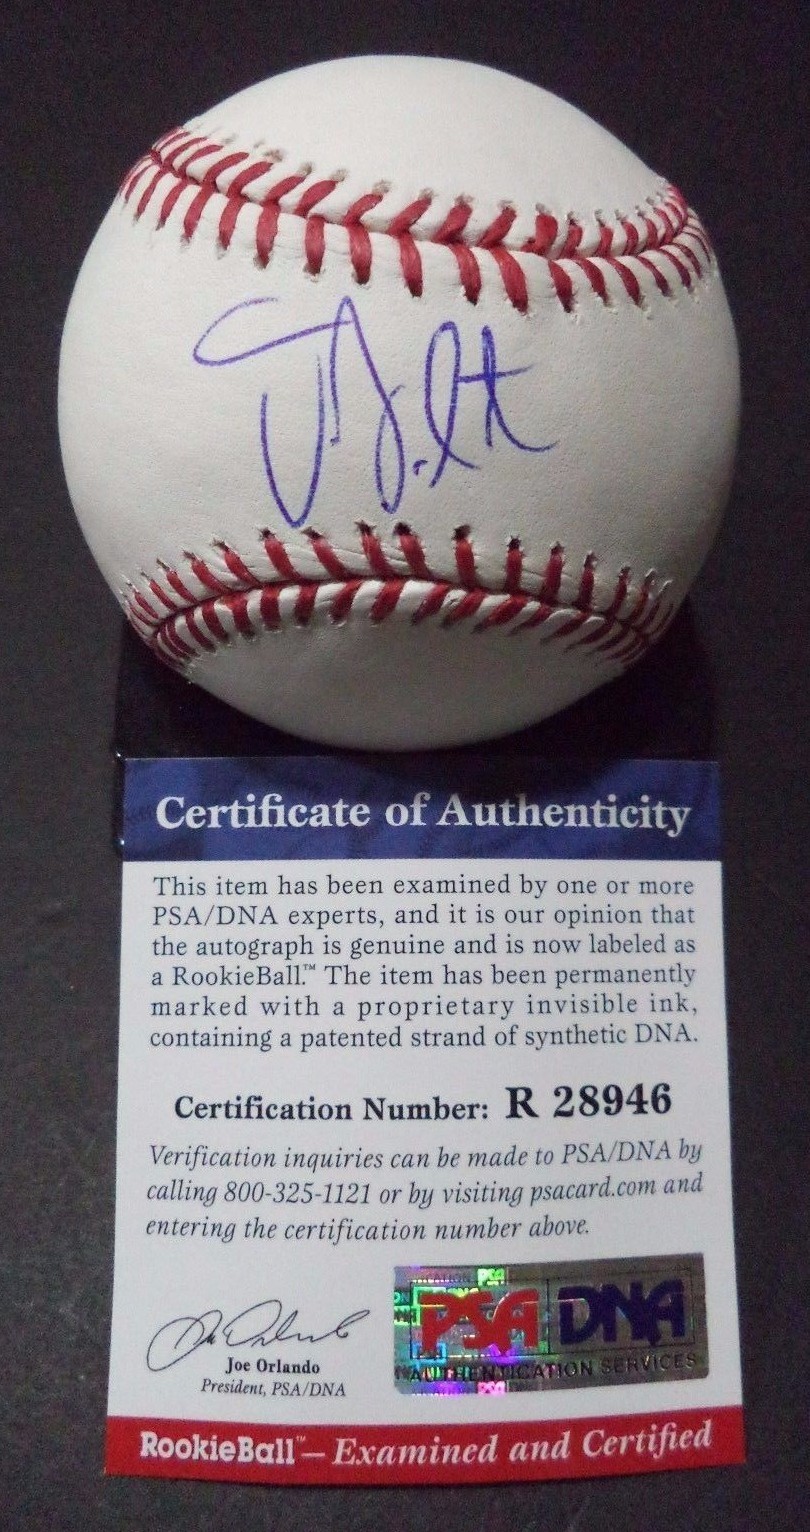 Certificate of Authenticity
This item has been examined by one or more
PSA/DNA experts, and it is our opinion that
the autograph is genuine and is now labeled as
a RookieBall.™ The item has been permanently
marked with a proprietary invisible ink,
containing a patented strand of synthetic DNA.
Certification Number: R 28946
Verification inquiries can be made to PSA/DNA by
calling 800-325-1121 or by visiting psacard.com and
entering the certification number above.
Joe Orlando
President, PSA/DNA
PSA DNA
AUTHENTICATION SERVICES
RookieBall™— Examined and Certified